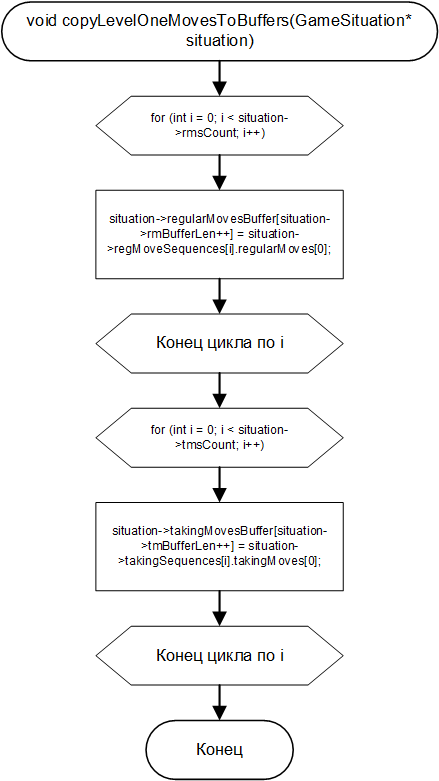 void copyLevelOneMovesToBuffers(GameSituation*
situation)
for (int i = 0; i < situation-
>rmsCount; i++)
situation->regularMovesBuffer[situation-
>rmBufferLen++] = situation-
>regMoveSequences[i].regularMoves[0];
Конец цикла по i
for (int i = 0; i < situation-
>tmsCount; i++)
situation->takingMovesBuffer[situation-
>tmBufferLen++] = situation-
>takingSequences[i].takingMoves[0];
Конец цикла по i
Конец